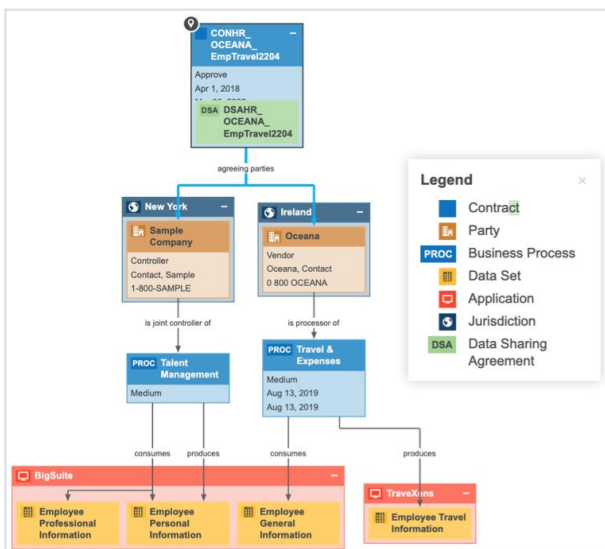 CONHR_
OCEANA_
EmpTravel2204
Approve
Apr 1, 2018
DSA DSAHR_
OCEANA_
EmpTravel2204
agreeing parties
New York
Sample
Company
Controller
Contact, Sample
1-800-SAMPLE
Ireland
Oceana
Vendor
Oceana, Contact
0 800 OCEANA
is joint controller of
is processor of
PROC Talent
Management
Medium
PROC Travel &
Expenses
Medium
Aug 13, 2019
Aug 13, 2019
consumes
produces
consumes
produces
BigSuite
Employee
Professional
Information
Employee
Personal
Information
Employee
General
Information
Employee Travel
Information
Legend
Contract
Party
PROC Business Process
Data Set
Application
Jurisdiction
DSA Data Sharing
Agreement